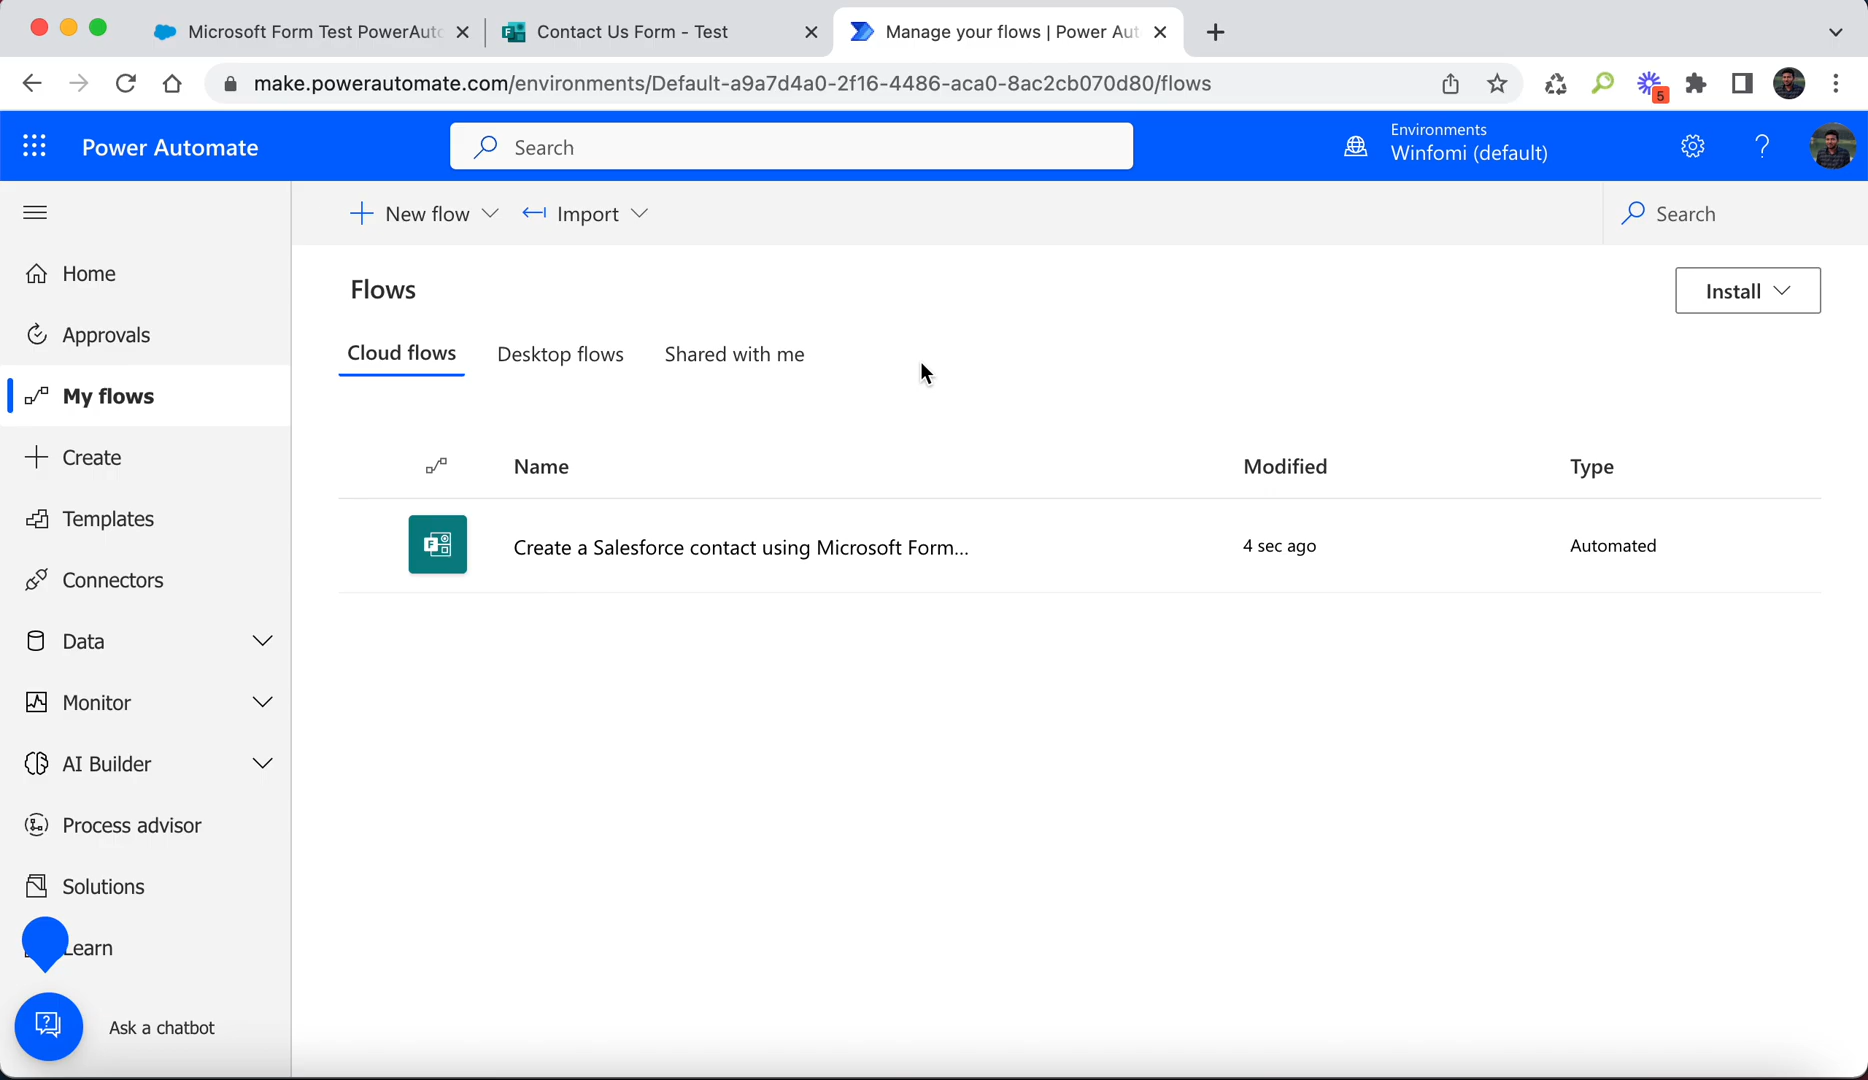 Microsoft Form Test PowerAuto
Contact Us Form - Test
Manage your flows | Power Aut
make.powerautomate.com/environments/Default-a9a7d4a0-2f16-4486-aca0-8ac2cb070d80/flows
5
Power Automate
Search
Environments
Winfomi (default)
New flow
Import
Search
Home
Approvals
My flows
Create
Templates
Connectors
Data
Monitor
AI Builder
Process advisor
Solutions
Learn
Ask a chatbot
Flows
Install
Cloud flows
Desktop flows
Shared with me
Name
Modified
Type
Create a Salesforce contact using Microsoft Form...
4 sec ago
Automated